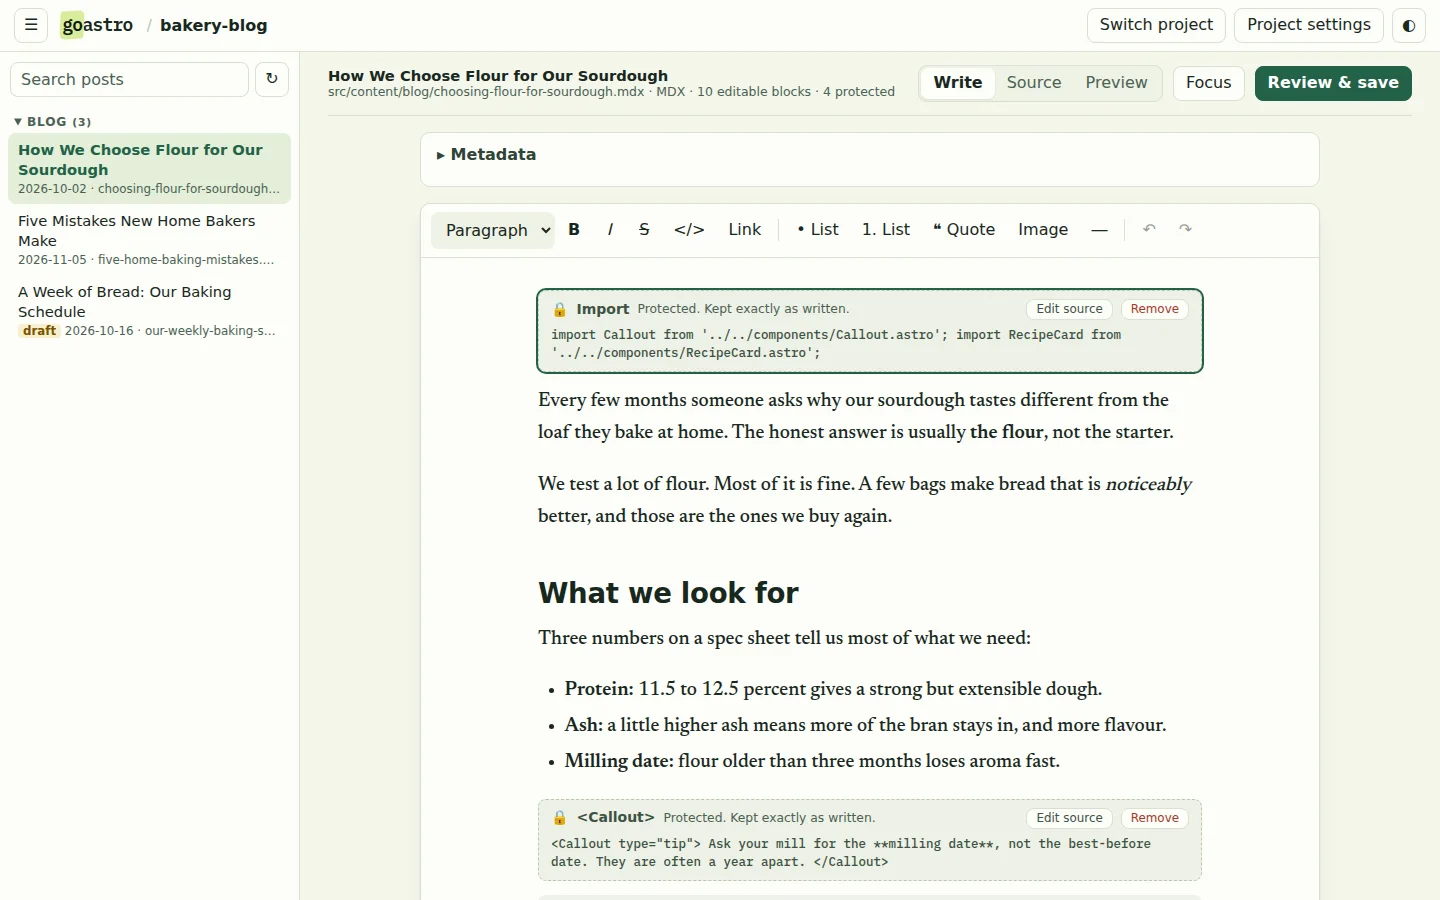 ☰ goastro / bakery-blog
Switch project
Project settings
◐
Search posts
↻
▾ BLOG (3)
How We Choose Flour for Our
Sourdough
2026-10-02 · choosing-flour-for-sourdough…
Five Mistakes New Home Bakers
Make
2026-11-05 · five-home-baking-mistakes.…
A Week of Bread: Our Baking
Schedule
draft 2026-10-16 · our-weekly-baking-s…
How We Choose Flour for Our Sourdough
src/content/blog/choosing-flour-for-sourdough.mdx · MDX · 10 editable blocks · 4 protected
Write Source Preview
Focus
Review & save
▸ Metadata
Paragraph B I S </> Link • List 1. List ❝ Quote Image — ↶ ↷
🔒 Import Protected. Kept exactly as written. Edit source Remove
import Callout from '../../components/Callout.astro'; import RecipeCard from
'../../components/RecipeCard.astro';
Every few months someone asks why our sourdough tastes different from the
loaf they bake at home. The honest answer is usually the flour, not the starter.
We test a lot of flour. Most of it is fine. A few bags make bread that is noticeably
better, and those are the ones we buy again.
What we look for
Three numbers on a spec sheet tell us most of what we need:
• Protein: 11.5 to 12.5 percent gives a strong but extensible dough.
• Ash: a little higher ash means more of the bran stays in, and more flavour.
• Milling date: flour older than three months loses aroma fast.
🔒 <Callout> Protected. Kept exactly as written. Edit source Remove
<Callout type="tip"> Ask your mill for the **milling date**, not the best-before
date. They are often a year apart. </Callout>